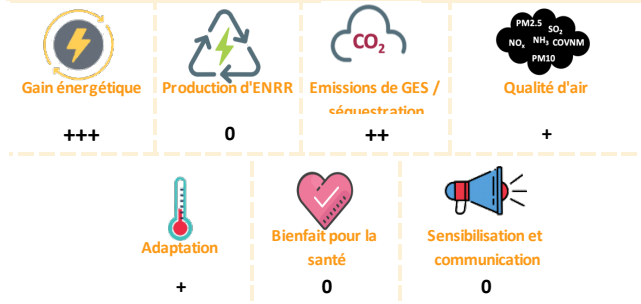 CO2
PM2.5
SO2
NOx NH3 COVNM
PM10
Gain énergétique
Production d'ENRR
Emissions de GES /
séquestration
Qualité d'air
+++
0
++
+
Adaptation
Bienfait pour la
santé
Sensibilisation et
communication
+
0
0